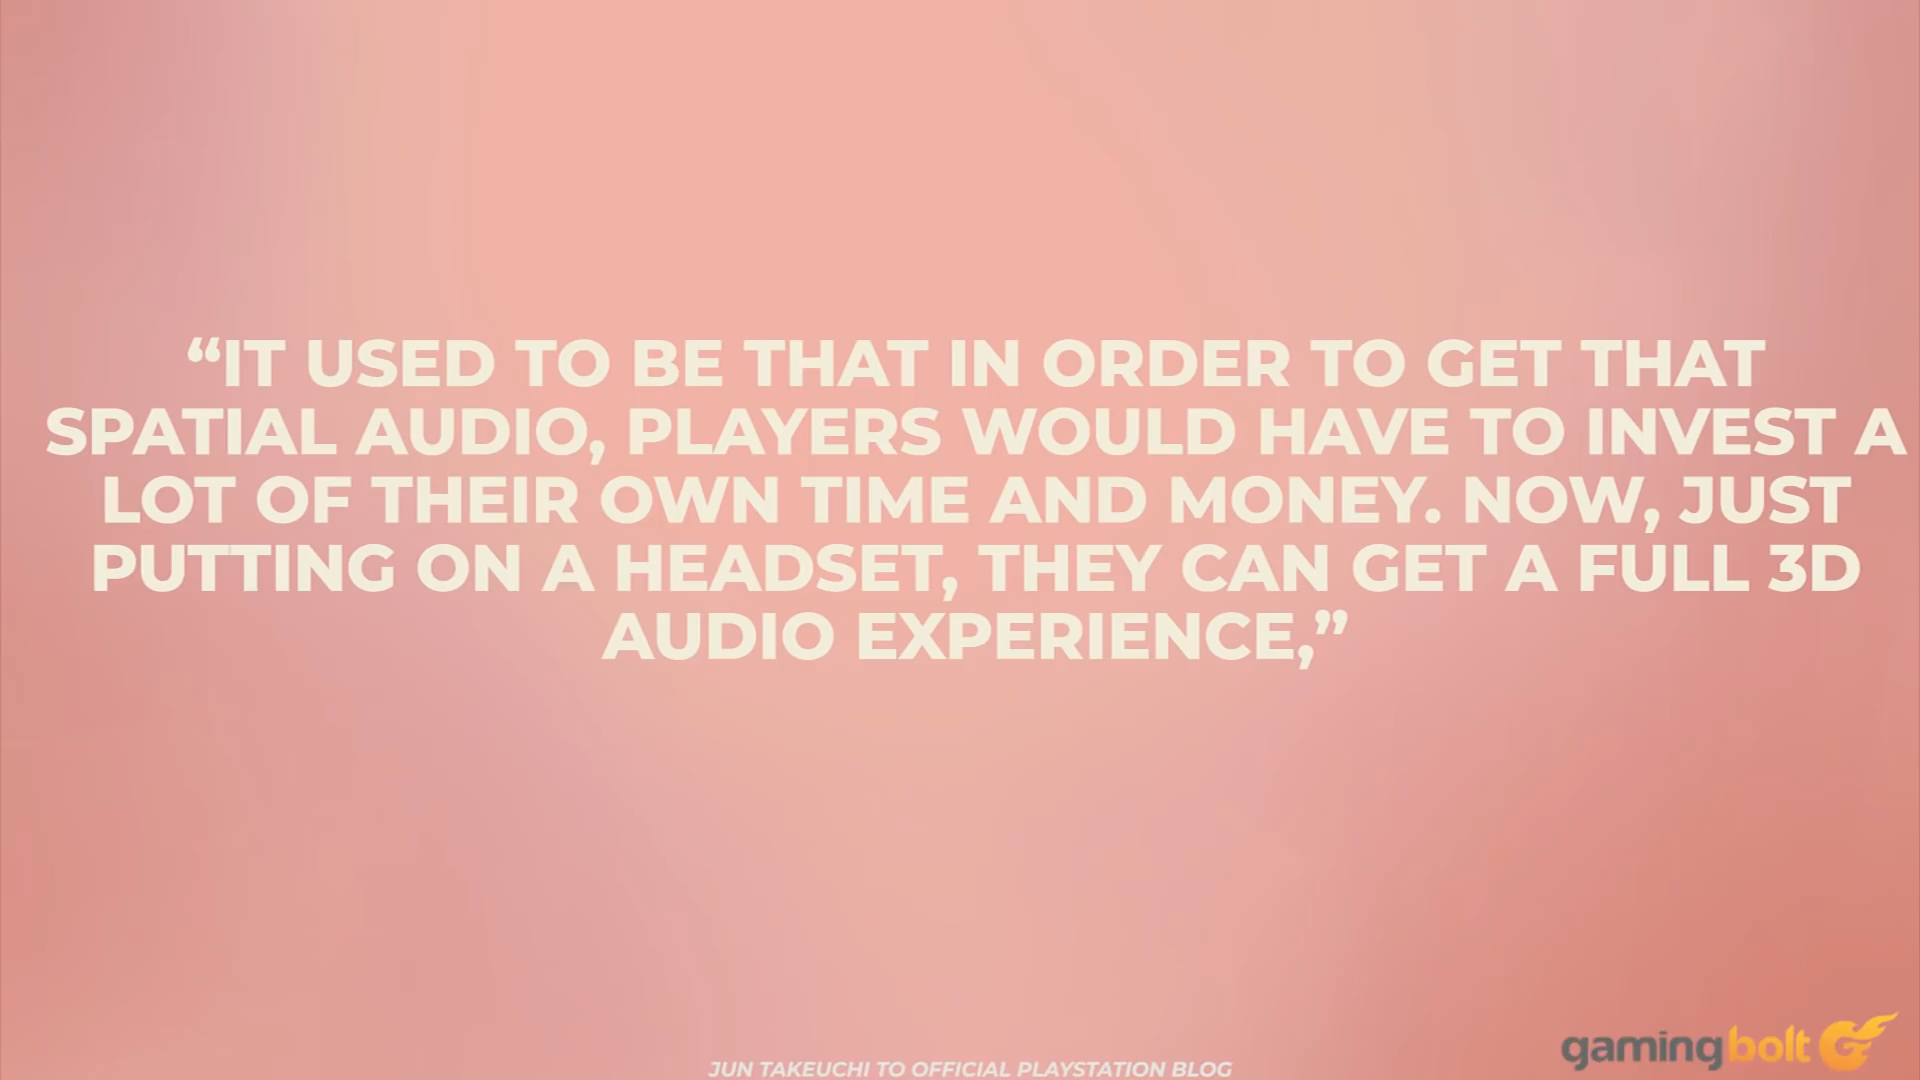 “IT USED TO BE THAT IN ORDER TO GET THAT
SPATIAL AUDIO, PLAYERS WOULD HAVE TO INVEST A
LOT OF THEIR OWN TIME AND MONEY. NOW, JUST
PUTTING ON A HEADSET, THEY CAN GET A FULL 3D
AUDIO EXPERIENCE,”
gamingbolt
JUN TAKEUCHI TO OFFICIAL PLAYSTATION BLOG